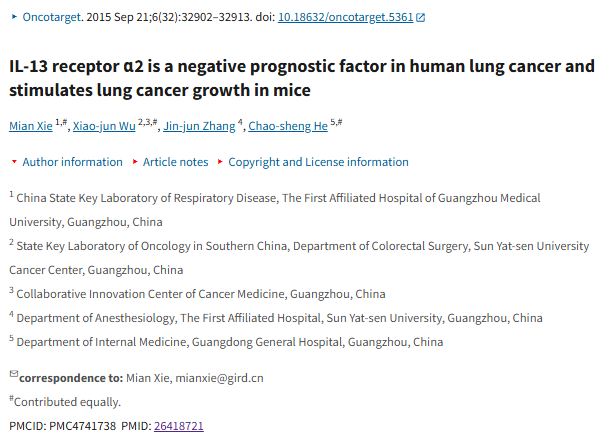 Oncotarget. 2015 Sep 21;6(32):32902–32913. doi: 10.18632/oncotarget.5361
IL-13 receptor α2 is a negative prognostic factor in human lung cancer and
stimulates lung cancer growth in mice
Mian Xie 1,#, Xiao-jun Wu 2,3,#, Jin-jun Zhang 4, Chao-sheng He 5,#
Author information Article notes Copyright and License information
1 China State Key Laboratory of Respiratory Disease, The First Affiliated Hospital of Guangzhou Medical
University, Guangzhou, China
2 State Key Laboratory of Oncology in Southern China, Department of Colorectal Surgery, Sun Yat-sen University
Cancer Center, Guangzhou, China
3 Collaborative Innovation Center of Cancer Medicine, Guangzhou, China
4 Department of Anesthesiology, The First Affiliated Hospital, Sun Yat-sen University, Guangzhou, China
5 Department of Internal Medicine, Guangdong General Hospital, Guangzhou, China
correspondence to: Mian Xie, mianxie@gird.cn
#Contributed equally.
PMCID: PMC4741738 PMID: 26418721